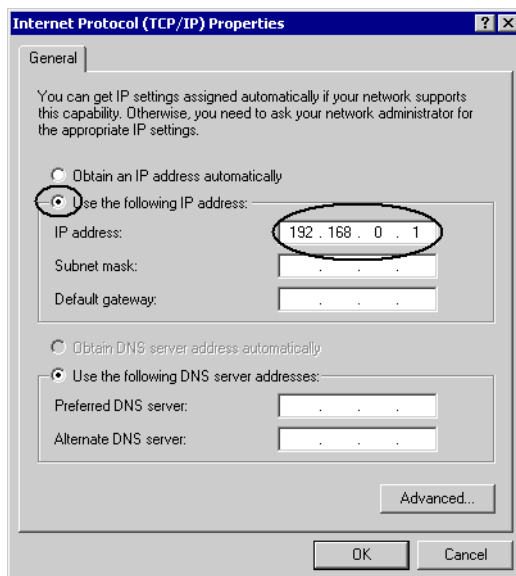 Internet Protocol (TCP/IP) Properties
General
You can get IP settings assigned automatically if your network supports
this capability. Otherwise, you need to ask your network administrator for
the appropriate IP settings.
Obtain an IP address automatically
Use the following IP address:
IP address: 192 . 168 . 0 . 1
Subnet mask: . . .
Default gateway: . . .
Obtain DNS server address automatically
Use the following DNS server addresses:
Preferred DNS server: . . .
Alternate DNS server: . . .
Advanced...
OK Cancel